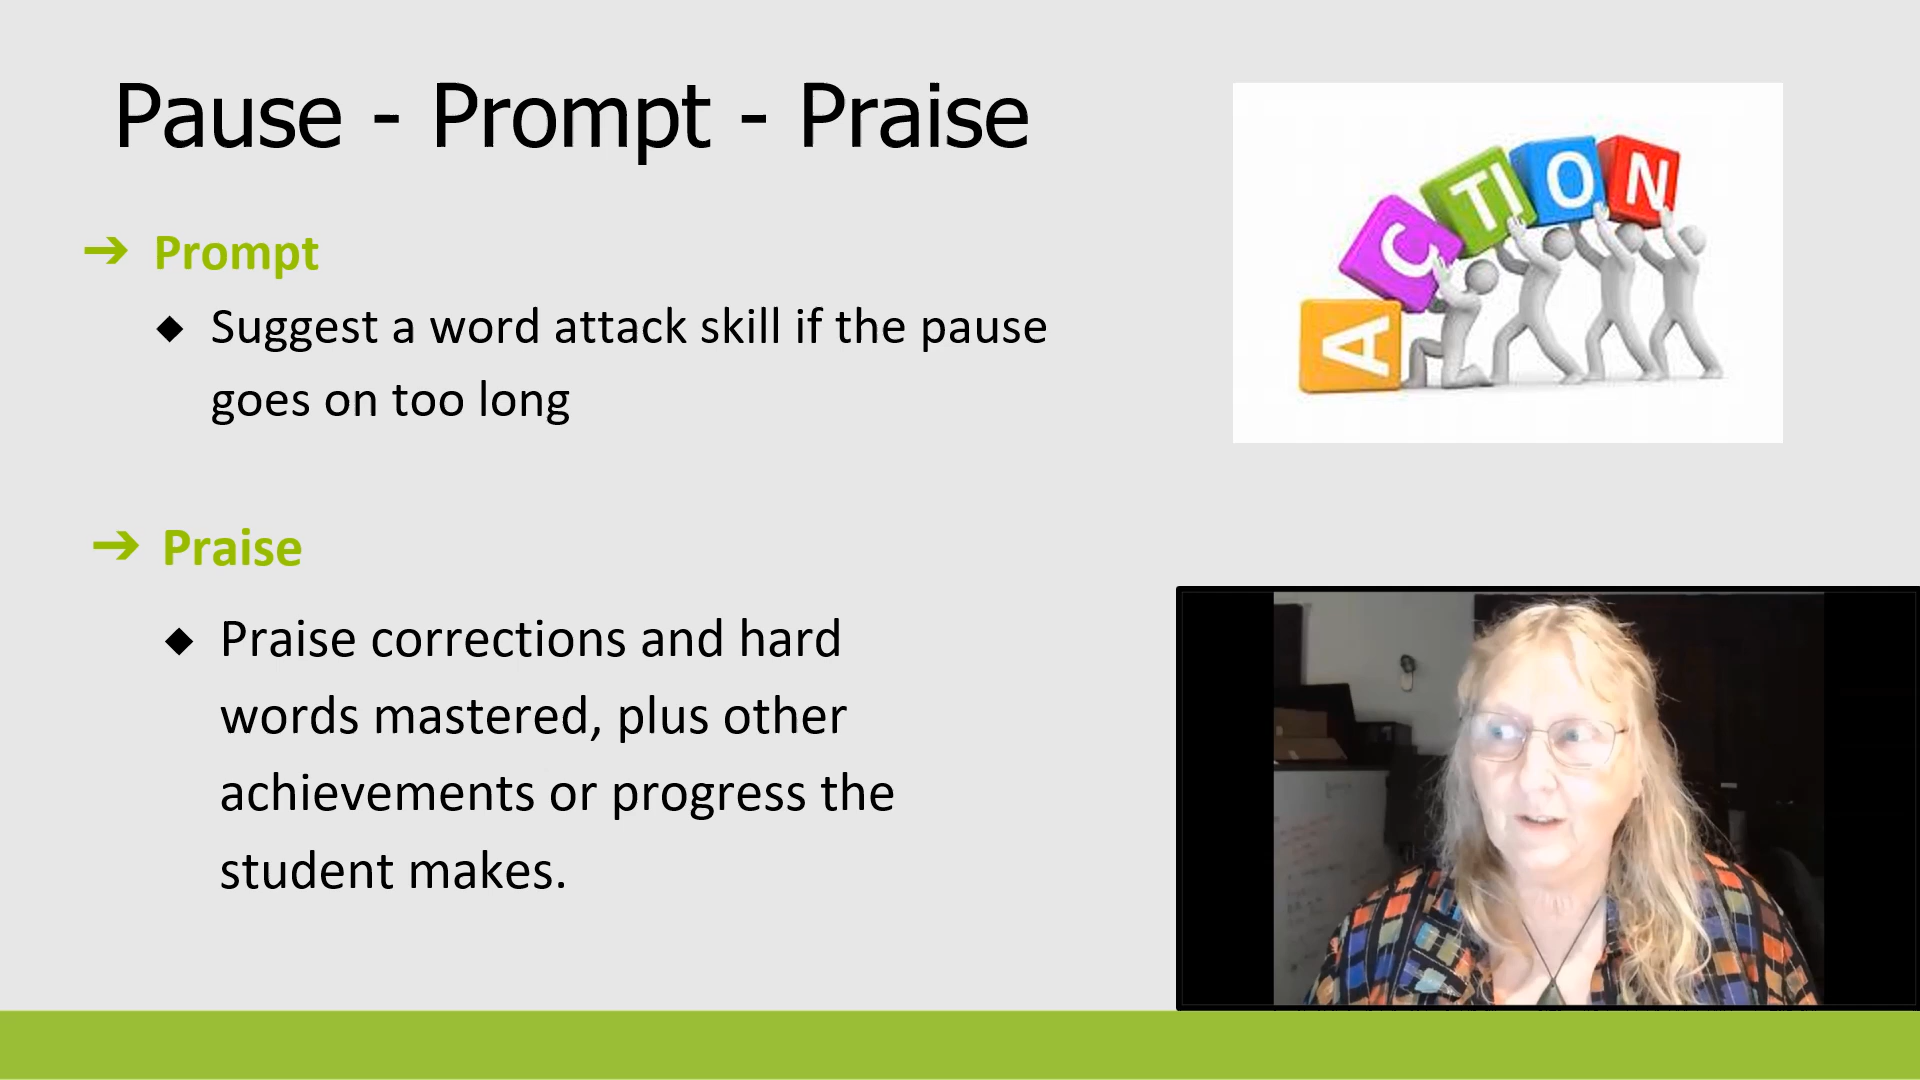 Pause - Prompt - Praise
➔ Prompt
◆ Suggest a word attack skill if the pause
goes on too long
➔ Praise
◆ Praise corrections and hard
words mastered, plus other
achievements or progress the
student makes.
ACTION